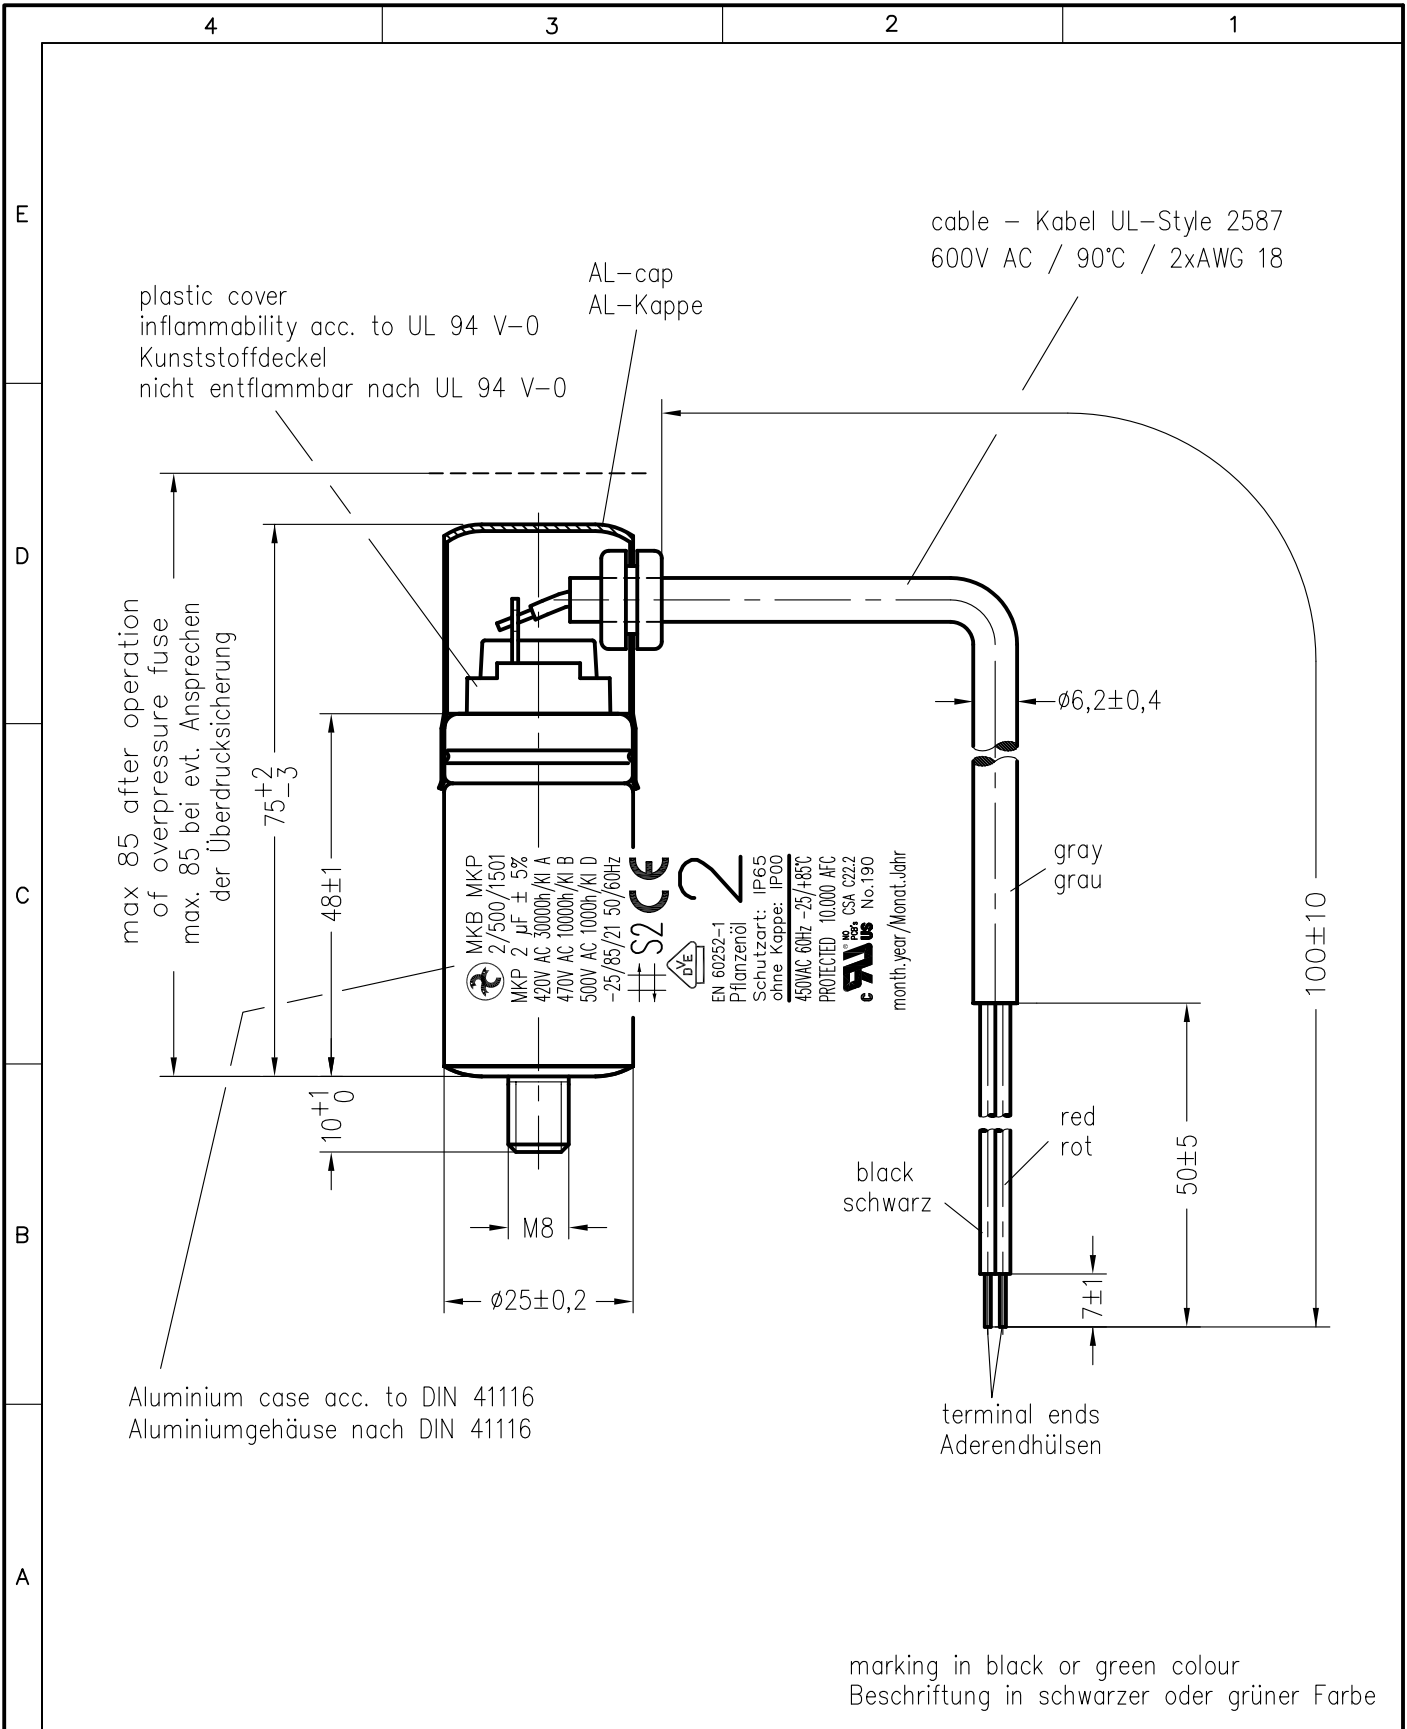 4
3
2
1
E
D
C
B
A
cable – Kabel UL–Style 2587
600V AC / 90°C / 2xAWG 18
AL–cap
AL–Kappe
plastic cover
inflammability acc. to UL 94 V–0
Kunststoffdeckel
nicht entflammbar nach UL 94 V–0
max 85 after operation
of overpressure fuse
max. 85 bei evt. Ansprechen
der Überdrucksicherung
75+2 –3
48±1
10+1 0
M8
ø25±0,2
MKB MKP
2/500/1501
MKP 2 µF ± 5%
420V AC 30000h/Kl A
470V AC 10000h/Kl B
500V AC 1000h/Kl D
–25/85/21 50/60Hz
S2 CE
DVE
2
EN 60252–1
Pflanzenöl
Schutzart: IP65
ohne Kappe: IP00
450VAC 60Hz –25/+85°C
PROTECTED 10.000 AFC
NO PCB's CSA C22.2
c RU US No.190
month.year/Monat.Jahr
ø6,2±0,4
gray
grau
100±10
red
rot
black
schwarz
50±5
7±1
terminal ends
Aderendhülsen
Aluminium case acc. to DIN 41116
Aluminiumgehäuse nach DIN 41116
marking in black or green colour
Beschriftung in schwarzer oder grüner Farbe